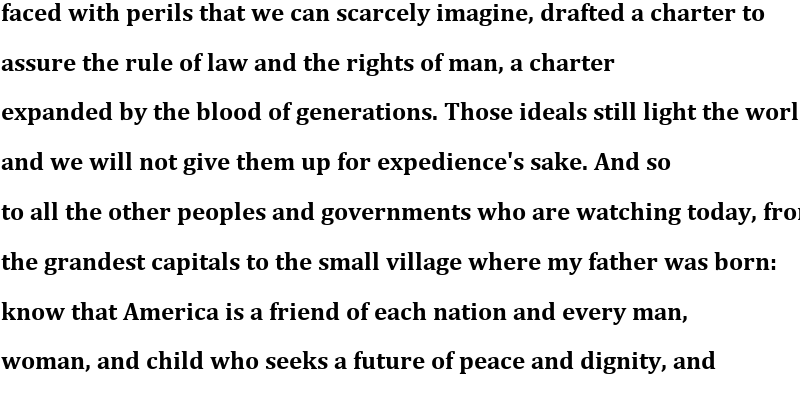 faced with perils that we can scarcely imagine, drafted a charter to
assure the rule of law and the rights of man, a charter
expanded by the blood of generations. Those ideals still light the worl
and we will not give them up for expedience's sake. And so
to all the other peoples and governments who are watching today, fro
the grandest capitals to the small village where my father was born:
know that America is a friend of each nation and every man,
woman, and child who seeks a future of peace and dignity, and